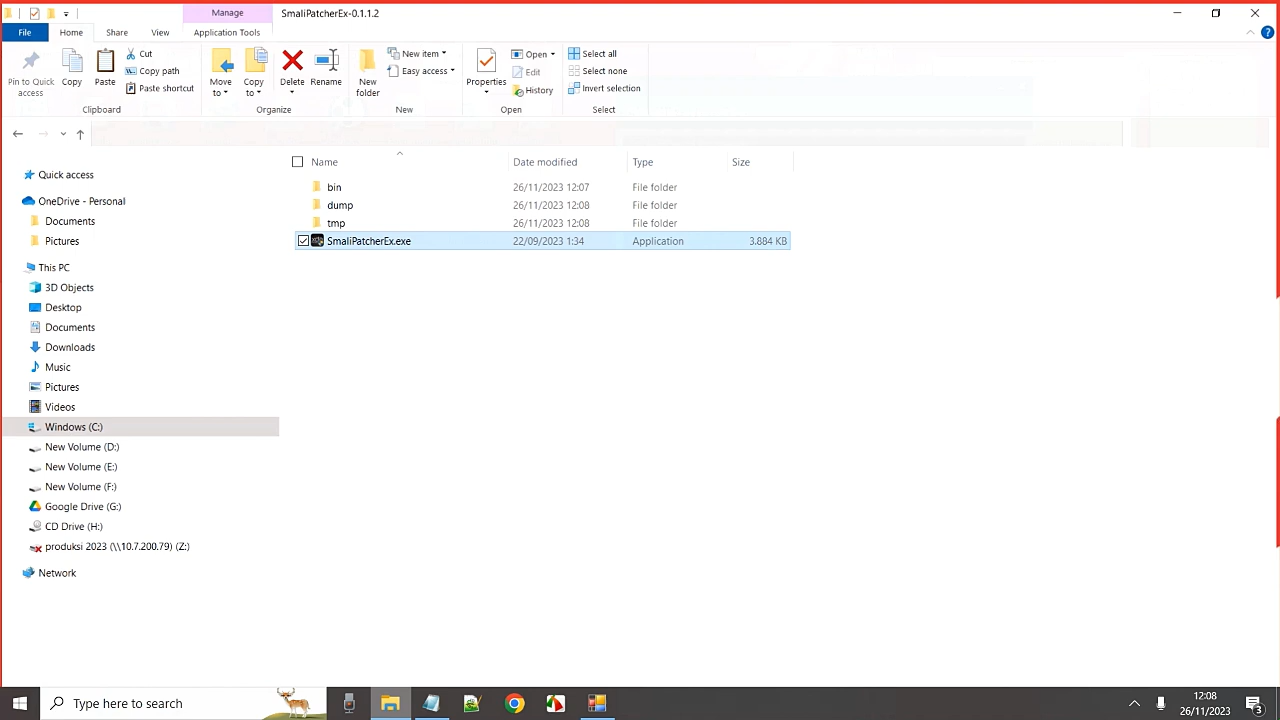 Manage
SmaliPatcherEx-0.1.1.2
File
Home
Share
View
Application Tools
Pin to Quick
access
Copy
Paste
Cut
Copy path
Paste shortcut
Clipboard
Move
to
Copy
to
Delete
Rename
Organize
New
folder
New item
Easy access
New
Properties
Open
Edit
History
Open
Select all
Select none
Invert selection
Select
Name
Date modified
Type
Size
bin
26/11/2023 12:07
File folder
dump
26/11/2023 12:08
File folder
tmp
26/11/2023 12:08
File folder
SmaliPatcherEx.exe
22/09/2023 1:34
Application
3.884 KB
Quick access
OneDrive - Personal
Documents
Pictures
This PC
3D Objects
Desktop
Documents
Downloads
Music
Pictures
Videos
Windows (C:)
New Volume (D:)
New Volume (E:)
New Volume (F:)
Google Drive (G:)
CD Drive (H:)
produksi 2023 (\\10.7.200.79) (Z:)
Network
Type here to search
12:08
26/11/2023
3